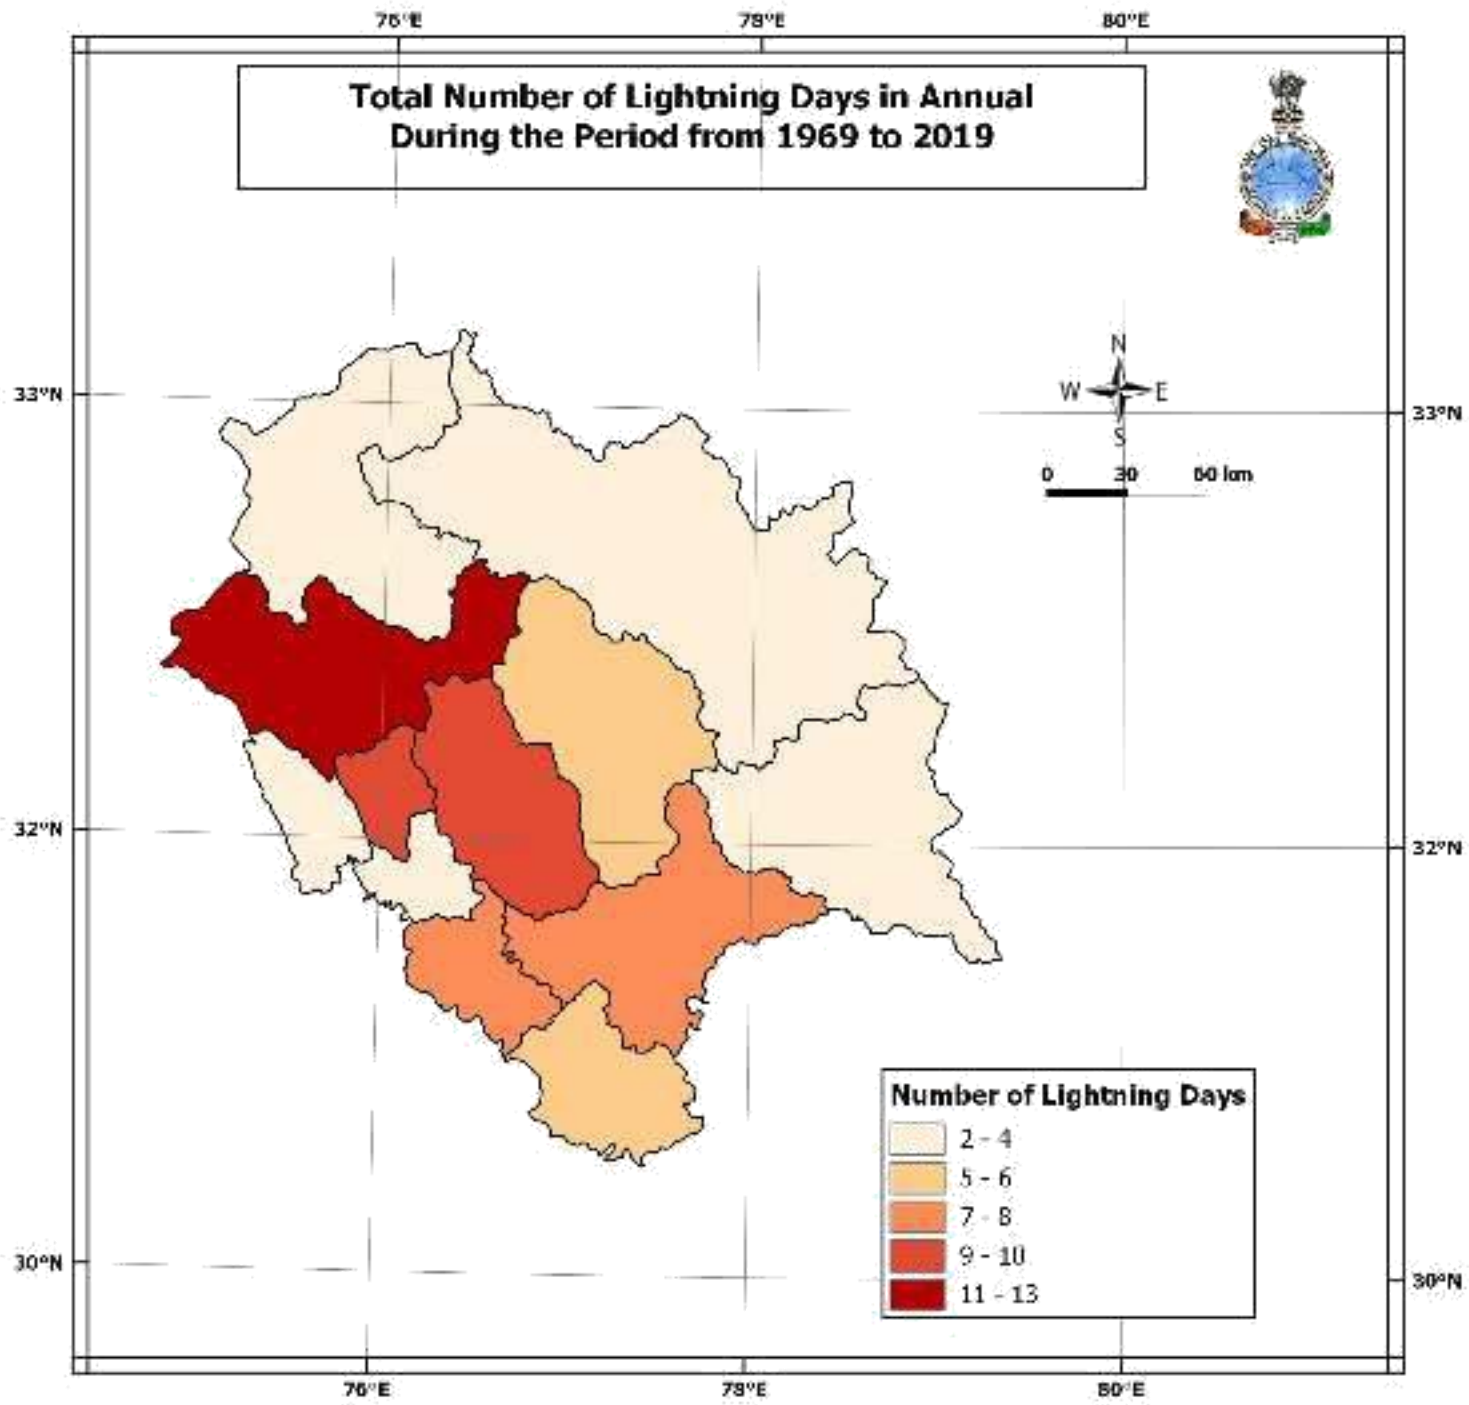 76°E 78°E 80°E
Total Number of Lightning Days in Annual
During the Period from 1969 to 2019
N
33°N
W E
33°N
S
0 30 60 km
32°N
32°N
Number of Lightning Days
2 - 4
5 - 6
7 - 8
9 - 10
30°N
30°N
11 - 13
76°E 78°E 80°E